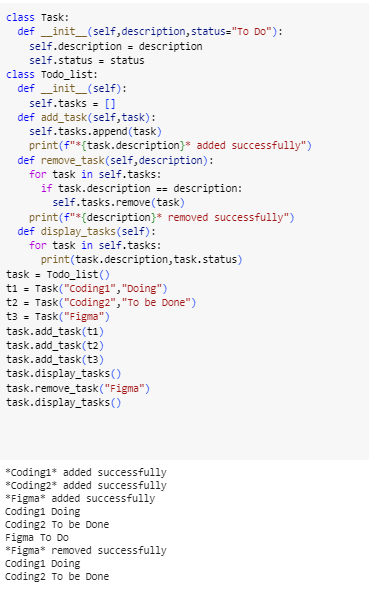 class Task:
  def __init__(self,description,status="To Do"):
    self.description = description
    self.status = status
class Todo_list:
  def __init__(self):
    self.tasks = []
  def add_task(self,task):
    self.tasks.append(task)
    print(f"*{task.description}* added successfully")
  def remove_task(self,description):
    for task in self.tasks:
      if task.description == description:
        self.tasks.remove(task)
    print(f"*{description}* removed successfully")
  def display_tasks(self):
    for task in self.tasks:
      print(task.description,task.status)
task = Todo_list()
t1 = Task("Coding1","Doing")
t2 = Task("Coding2","To be Done")
t3 = Task("Figma")
task.add_task(t1)
task.add_task(t2)
task.add_task(t3)
task.display_tasks()
task.remove_task("Figma")
task.display_tasks()
*Coding1* added successfully
*Coding2* added successfully
*Figma* added successfully
Coding1 Doing
Coding2 To be Done
Figma To Do
*Figma* removed successfully
Coding1 Doing
Coding2 To be Done